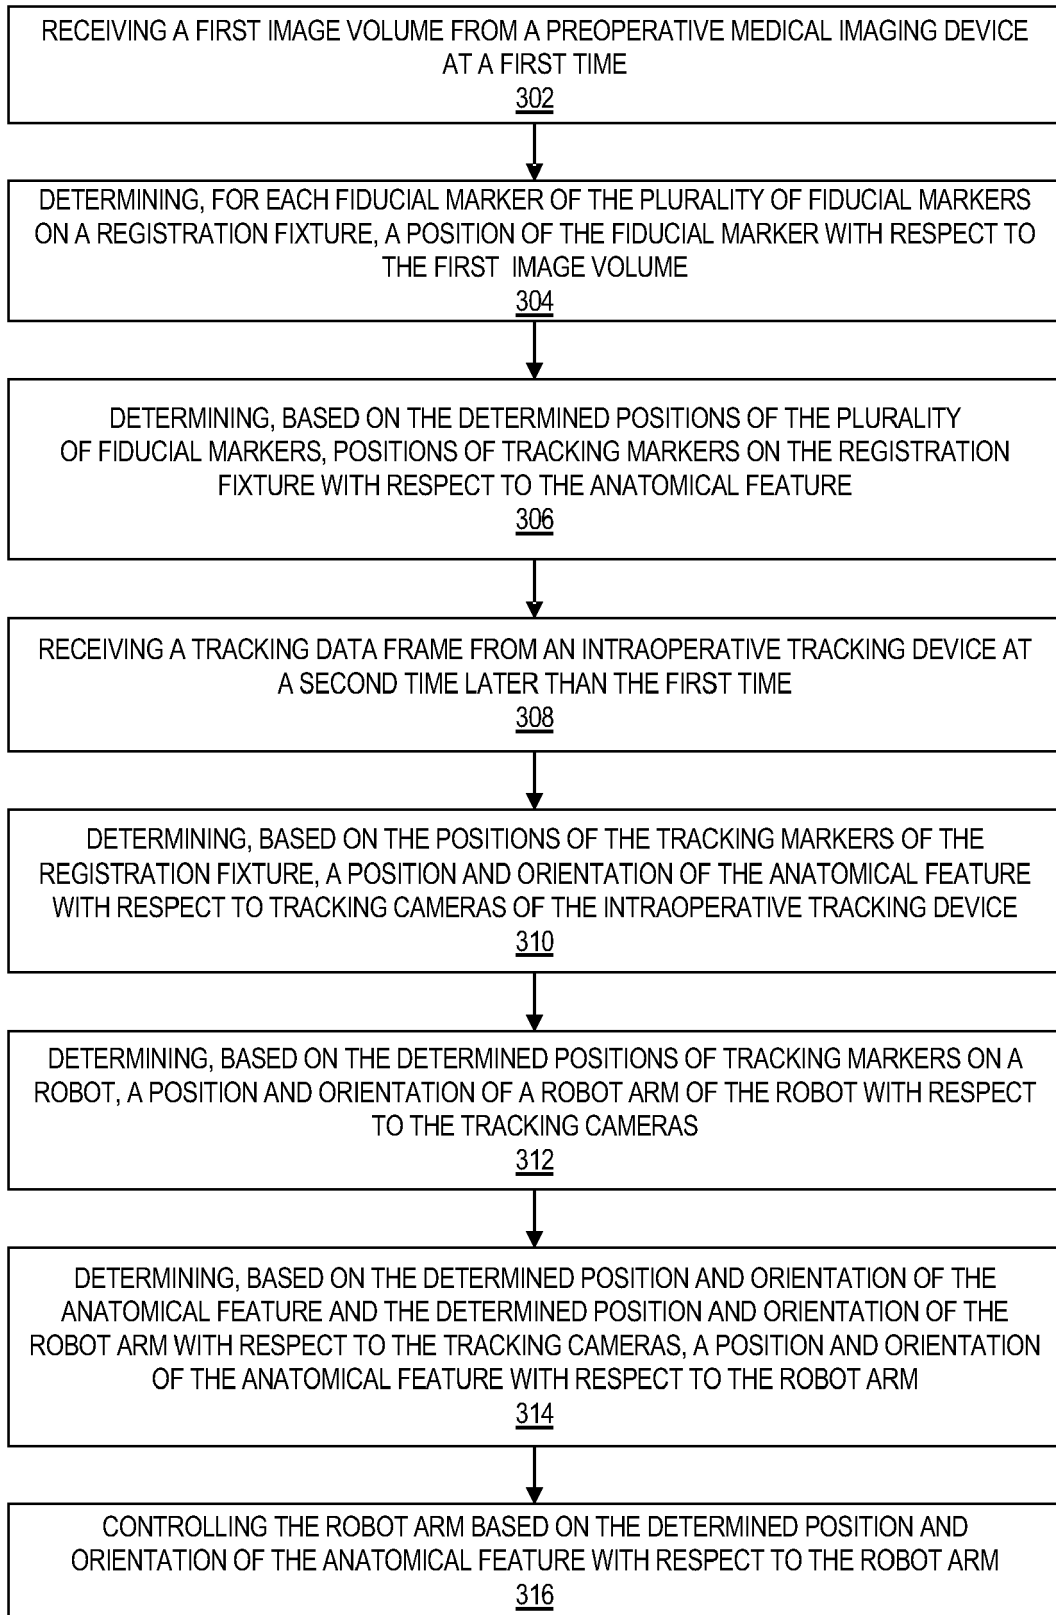 RECEIVING A FIRST IMAGE VOLUME FROM A PREOPERATIVE MEDICAL IMAGING DEVICE
AT A FIRST TIME
302
DETERMINING, FOR EACH FIDUCIAL MARKER OF THE PLURALITY OF FIDUCIAL MARKERS
ON A REGISTRATION FIXTURE, A POSITION OF THE FIDUCIAL MARKER WITH RESPECT TO
THE FIRST IMAGE VOLUME
304
DETERMINING, BASED ON THE DETERMINED POSITIONS OF THE PLURALITY
OF FIDUCIAL MARKERS, POSITIONS OF TRACKING MARKERS ON THE REGISTRATION
FIXTURE WITH RESPECT TO THE ANATOMICAL FEATURE
306
RECEIVING A TRACKING DATA FRAME FROM AN INTRAOPERATIVE TRACKING DEVICE AT
A SECOND TIME LATER THAN THE FIRST TIME
308
DETERMINING, BASED ON THE POSITIONS OF THE TRACKING MARKERS OF THE
REGISTRATION FIXTURE, A POSITION AND ORIENTATION OF THE ANATOMICAL FEATURE
WITH RESPECT TO TRACKING CAMERAS OF THE INTRAOPERATIVE TRACKING DEVICE
310
DETERMINING, BASED ON THE DETERMINED POSITIONS OF TRACKING MARKERS ON A
ROBOT, A POSITION AND ORIENTATION OF A ROBOT ARM OF THE ROBOT WITH RESPECT
TO THE TRACKING CAMERAS
312
DETERMINING, BASED ON THE DETERMINED POSITION AND ORIENTATION OF THE
ANATOMICAL FEATURE AND THE DETERMINED POSITION AND ORIENTATION OF THE
ROBOT ARM WITH RESPECT TO THE TRACKING CAMERAS, A POSITION AND ORIENTATION
OF THE ANATOMICAL FEATURE WITH RESPECT TO THE ROBOT ARM
314
CONTROLLING THE ROBOT ARM BASED ON THE DETERMINED POSITION AND
ORIENTATION OF THE ANATOMICAL FEATURE WITH RESPECT TO THE ROBOT ARM
316